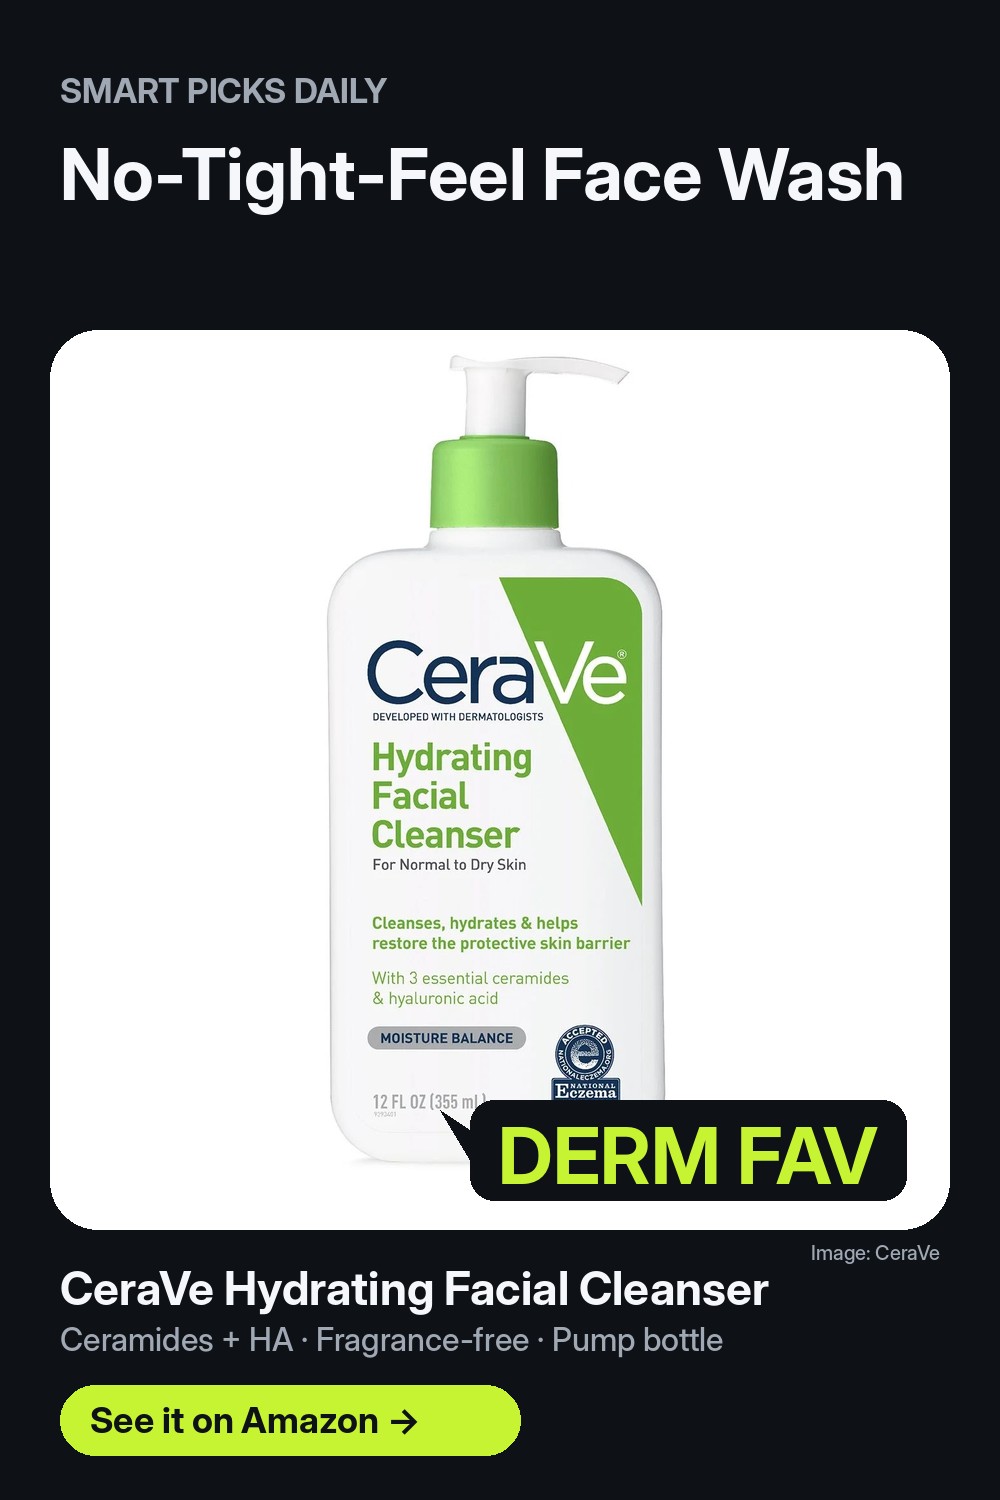 SMART PICKS DAILY
No-Tight-Feel Face Wash
CeraVe®
DEVELOPED WITH DERMATOLOGISTS
Hydrating
Facial
Cleanser
For Normal to Dry Skin
Cleanses, hydrates & helps
restore the protective skin barrier
With 3 essential ceramides
& hyaluronic acid
MOISTURE BALANCE
ACCEPTED
NATIONALECZEMA.ORG
NATIONAL
Eczema
12 FL OZ (355 mL)
DERM FAV
Image: CeraVe
CeraVe Hydrating Facial Cleanser
Ceramides + HA · Fragrance-free · Pump bottle
See it on Amazon →